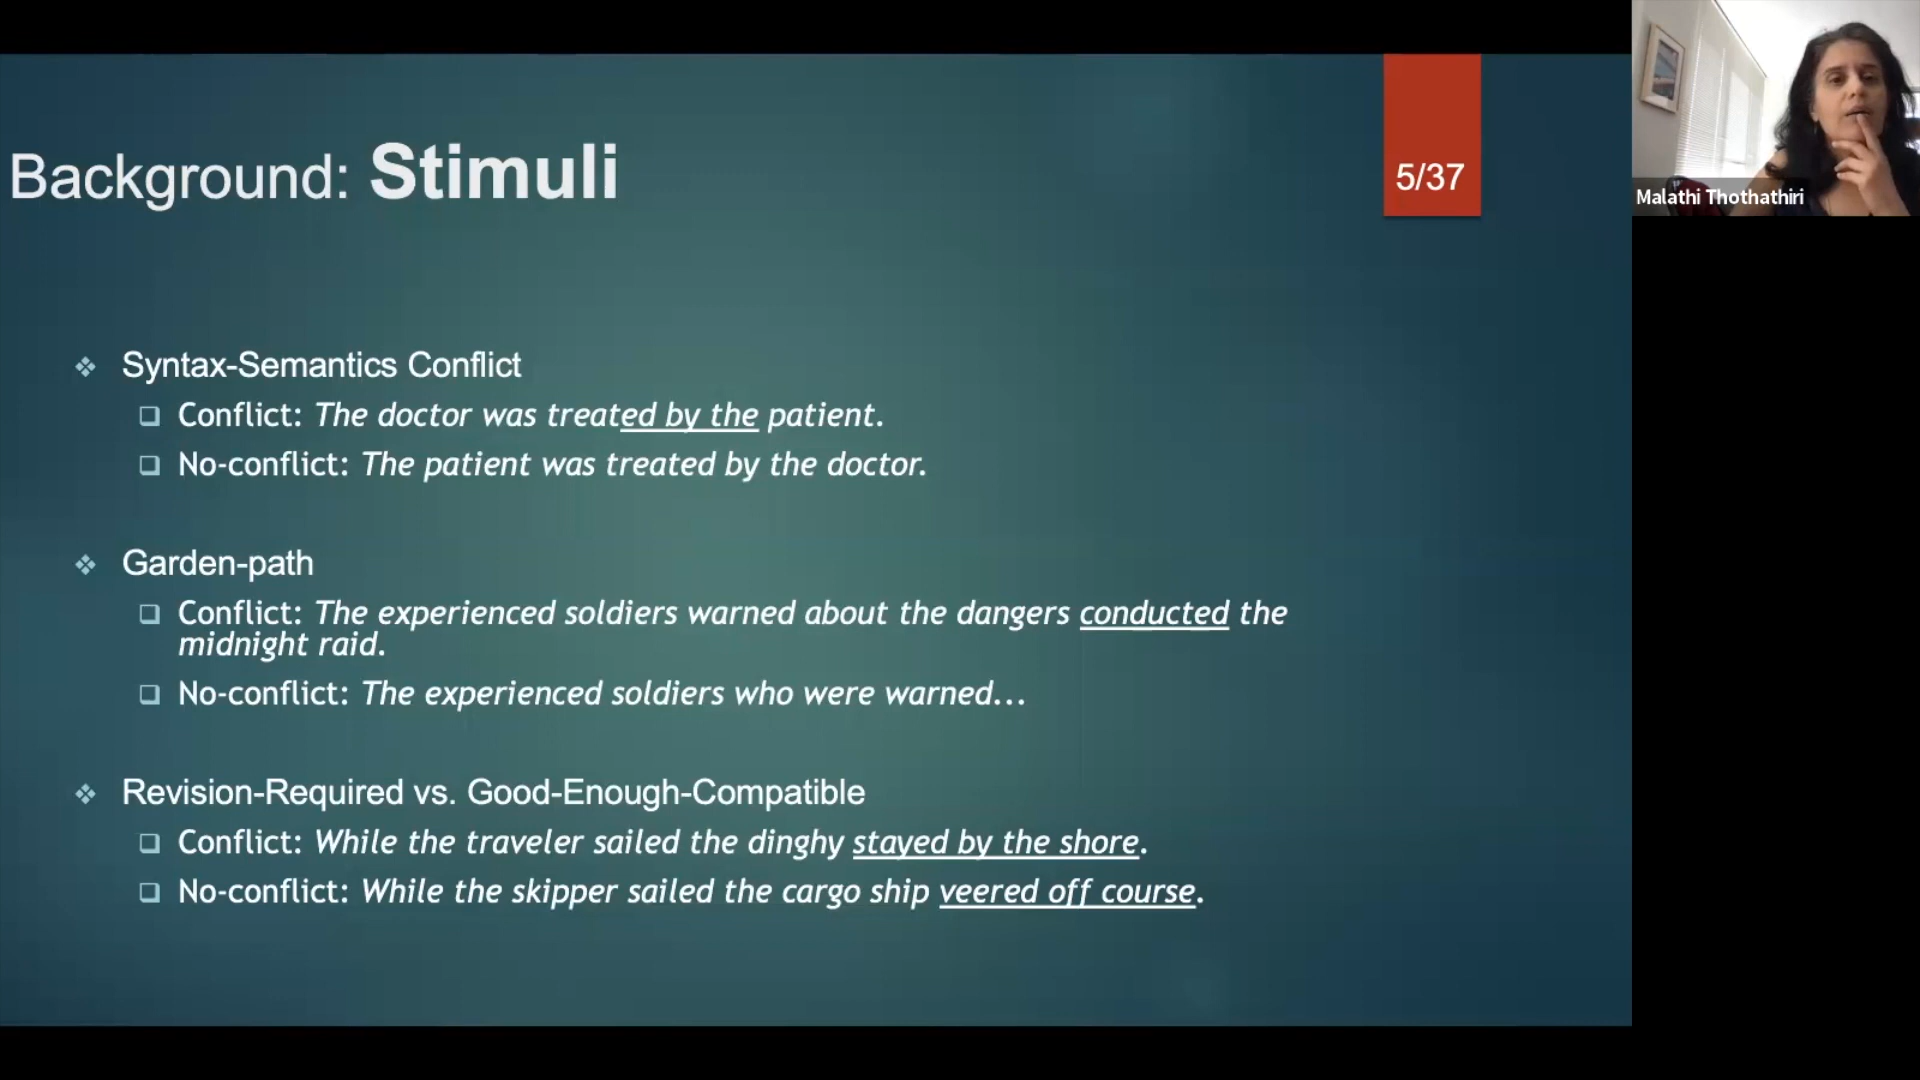 Background: Stimuli
5/37
Malathi Thothathiri
Syntax-Semantics Conflict
Conflict: The doctor was treated by the patient.
No-conflict: The patient was treated by the doctor.
Garden-path
Conflict: The experienced soldiers warned about the dangers conducted the
midnight raid.
No-conflict: The experienced soldiers who were warned...
Revision-Required vs. Good-Enough-Compatible
Conflict: While the traveler sailed the dinghy stayed by the shore.
No-conflict: While the skipper sailed the cargo ship veered off course.